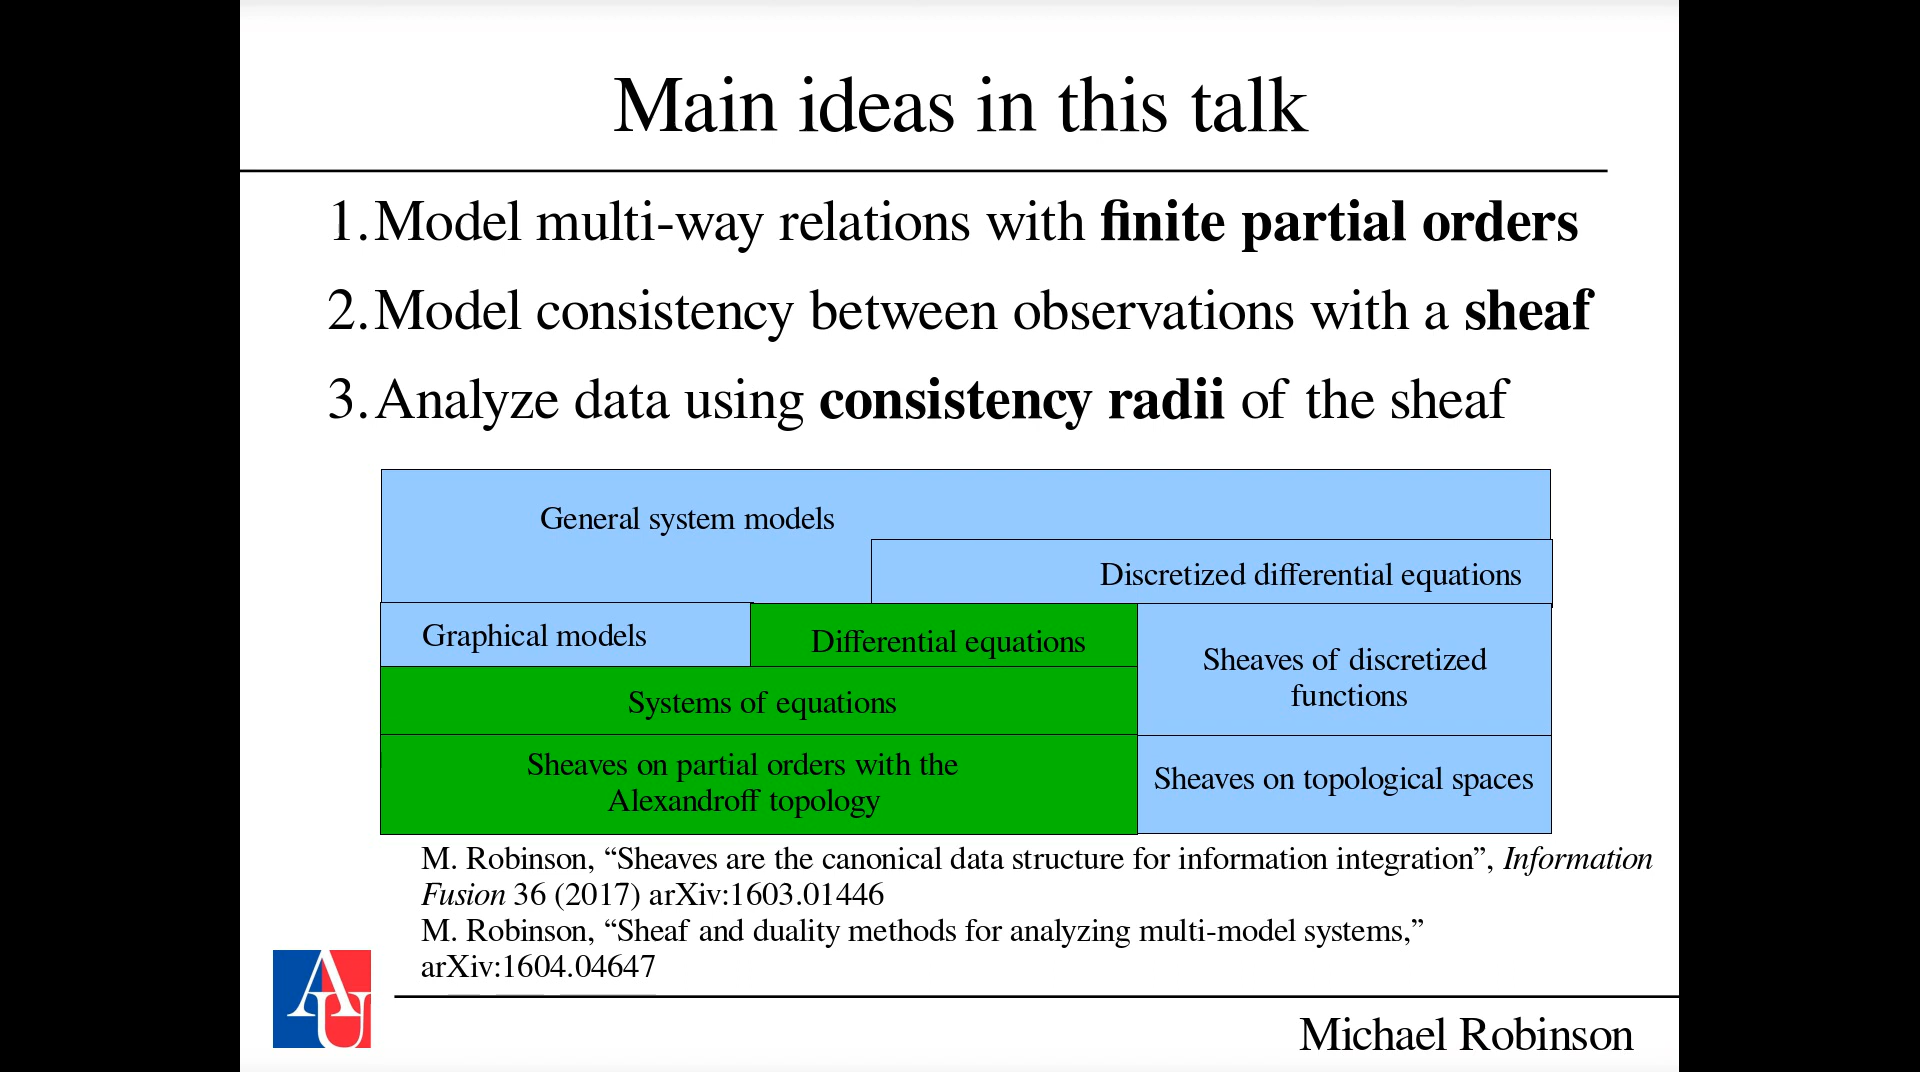 Main ideas in this talk
1. Model multi-way relations with finite partial orders
2. Model consistency between observations with a sheaf
3. Analyze data using consistency radii of the sheaf
General system models
Discretized differential equations
Graphical models
Differential equations
Sheaves of discretized
functions
Systems of equations
Sheaves on partial orders with the
Alexandroff topology
Sheaves on topological spaces
M. Robinson, “Sheaves are the canonical data structure for information integration”, Information
Fusion 36 (2017) arXiv:1603.01446
M. Robinson, “Sheaf and duality methods for analyzing multi-model systems,”
arXiv:1604.04647
AU
Michael Robinson